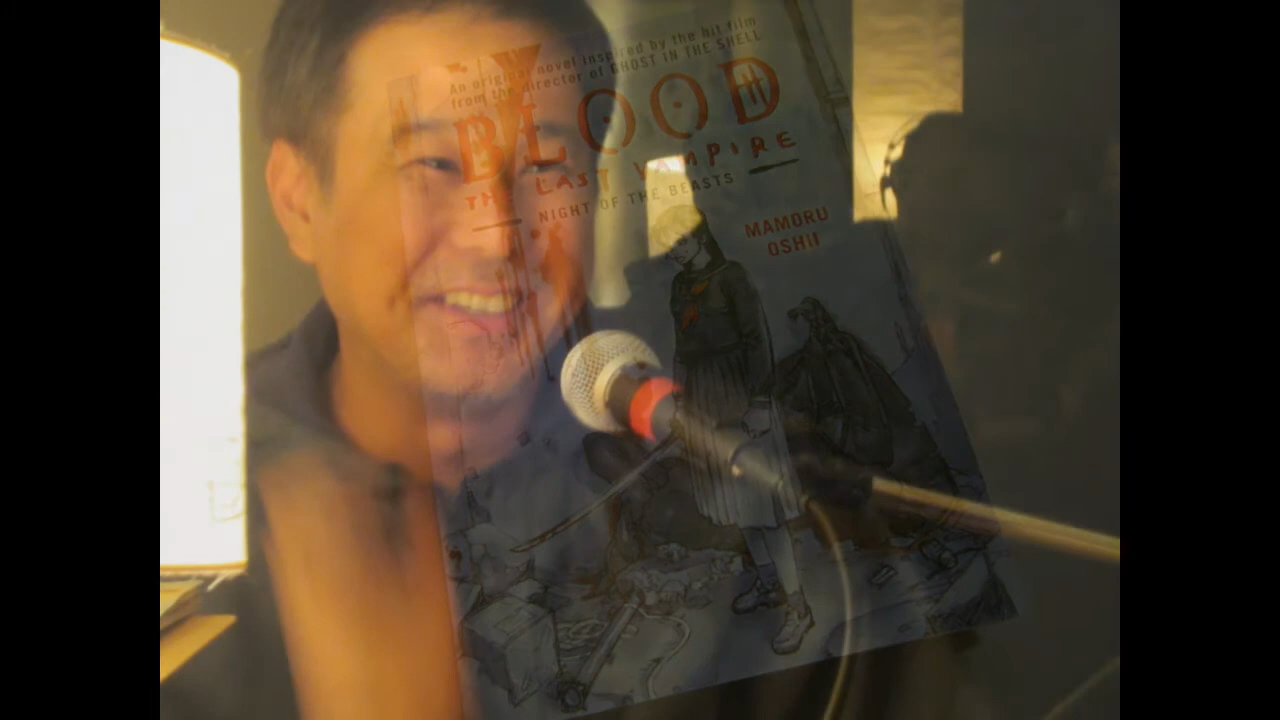 An original novel inspired by the hit film
from the director of GHOST IN THE SHELL
BLOOD
THE LAST VAMPIRE
NIGHT OF THE BEASTS
MAMORU
OSHII